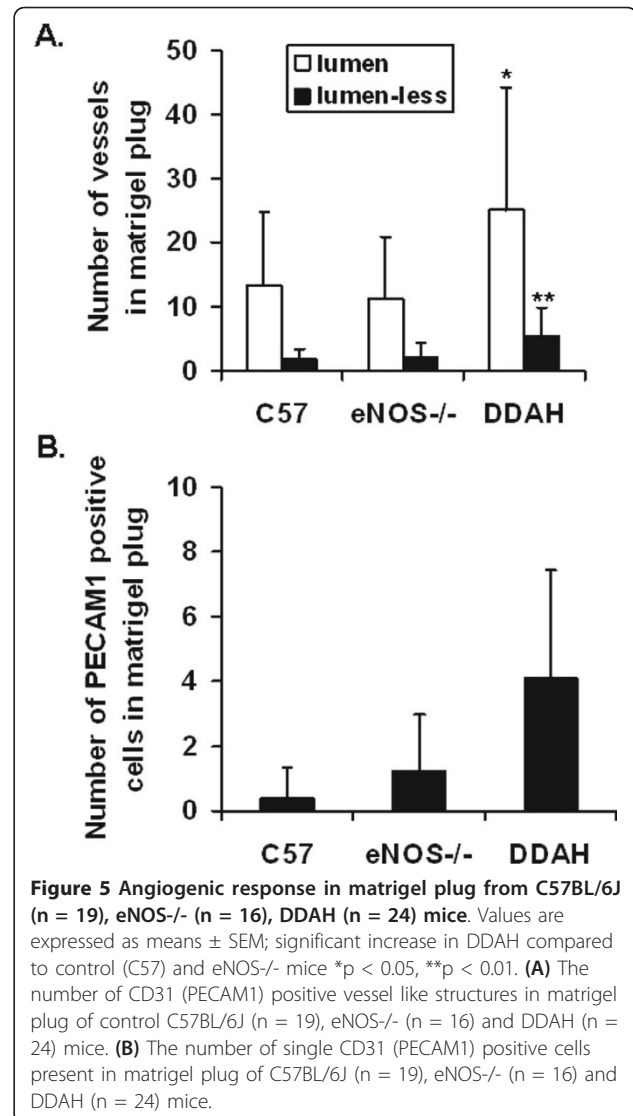 A.
Number of vessels
in matrigel plug
50
40
30
20
10
0
lumen
lumen-less
*
**
C57 eNOS-/- DDAH
B.
Number of PECAM1 positive
cells in matrigel plug
10
8
6
4
2
0
C57 eNOS-/- DDAH
Figure 5 Angiogenic response in matrigel plug from C57BL/6J
(n = 19), eNOS-/- (n = 16), DDAH (n = 24) mice. Values are
expressed as means ± SEM; significant increase in DDAH compared
to control (C57) and eNOS-/- mice *p < 0.05, **p < 0.01. (A) The
number of CD31 (PECAM1) positive vessel like structures in matrigel
plug of control C57BL/6J (n = 19), eNOS-/- (n = 16) and DDAH (n =
24) mice. (B) The number of single CD31 (PECAM1) positive cells
present in matrigel plug of C57BL/6J (n = 19), eNOS-/- (n = 16) and
DDAH (n = 24) mice.